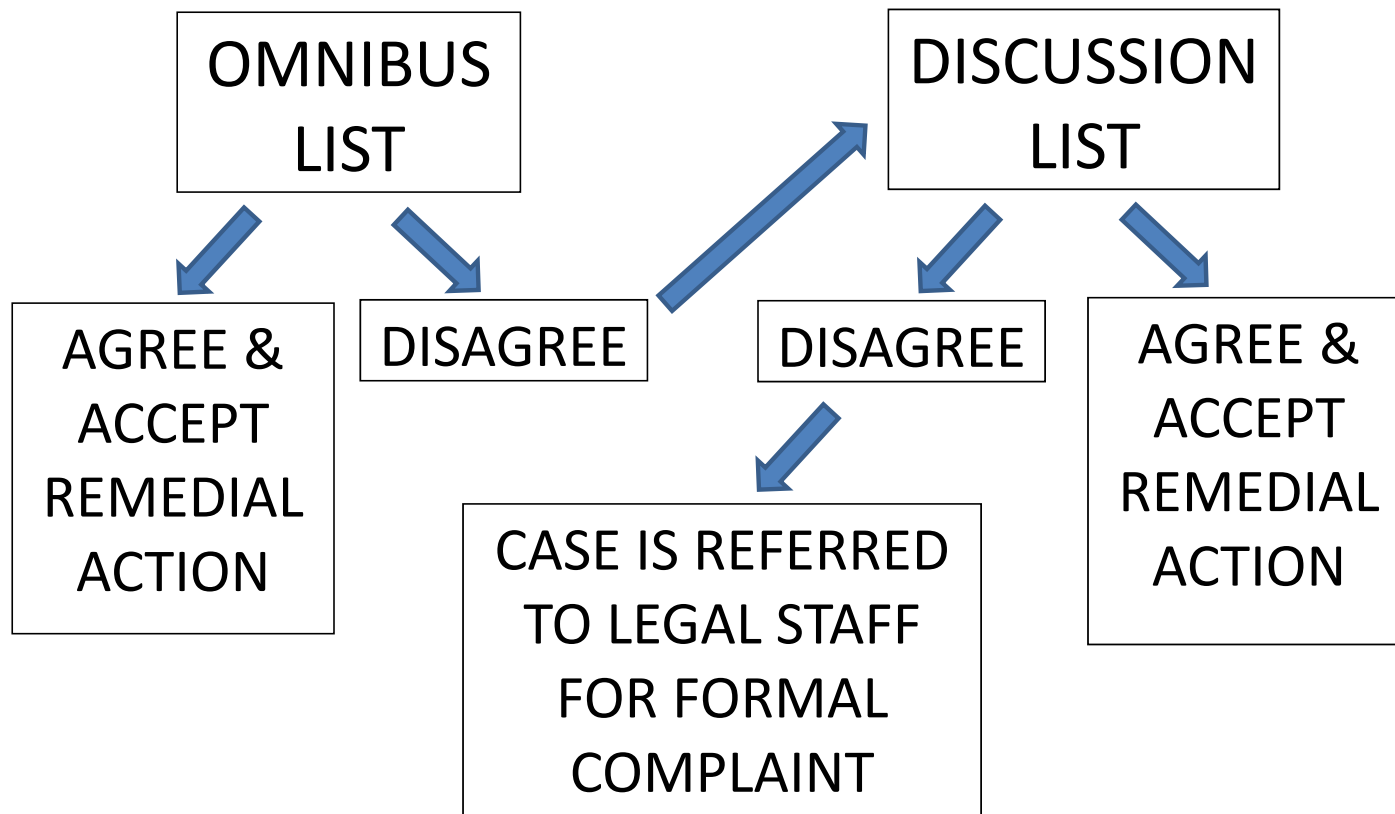 OMNIBUS
LIST
DISCUSSION
LIST
AGREE &
ACCEPT
REMEDIAL
ACTION
DISAGREE
DISAGREE
AGREE &
ACCEPT
REMEDIAL
ACTION
CASE IS REFERRED
TO LEGAL STAFF
FOR FORMAL
COMPLAINT